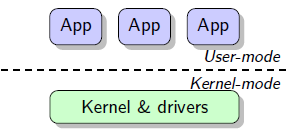 App App App
User-mode
Kernel-mode
Kernel & drivers